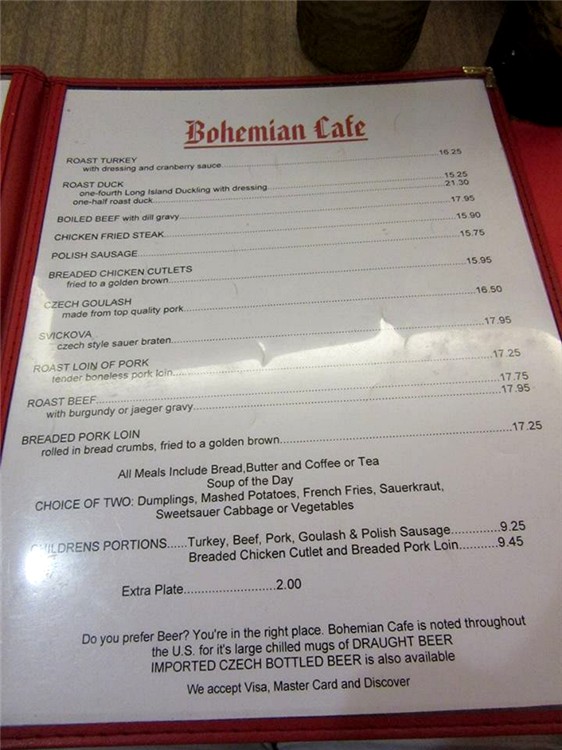 Bohemian Cafe
ROAST TURKEY
with dressing and cranberry sauce...16.25
ROAST DUCK
one-fourth Long Island Duckling with dressing...15.25
one-half roast duck...21.30
BOILED BEEF with dill gravy...17.95
CHICKEN FRIED STEAK...15.90
POLISH SAUSAGE...15.75
BREADED CHICKEN CUTLETS
fried to a golden brown...15.95
CZECH GOULASH
made from top quality pork...16.50
SVICKOVA
czech style sauer braten...17.95
ROAST LOIN OF PORK
tender boneless pork loin...17.25
ROAST BEEF...17.75
with burgundy or jaeger gravy...17.95
BREADED PORK LOIN
rolled in bread crumbs, fried to a golden brown...17.25
All Meals Include Bread,Butter and Coffee or Tea
Soup of the Day
CHOICE OF TWO: Dumplings, Mashed Potatoes, French Fries, Sauerkraut,
Sweetsauer Cabbage or Vegetables
CHILDRENS PORTIONS......Turkey, Beef, Pork, Goulash & Polish Sausage.............9.25
Breaded Chicken Cutlet and Breaded Pork Loin..........9.45
Extra Plate.........................2.00
Do you prefer Beer? You're in the right place. Bohemian Cafe is noted throughout
the U.S. for it's large chilled mugs of DRAUGHT BEER
IMPORTED CZECH BOTTLED BEER is also available
We accept Visa, Master Card and Discover